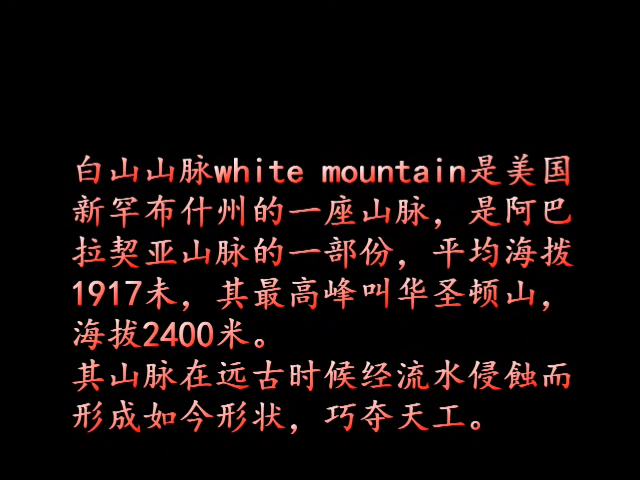 白山山脉white mountain是美国
新罕布什州的一座山脉，是阿巴
拉契亚山脉的一部份，平均海拨
1917未，其最高峰叫华圣顿山，
海拔2400米。
其山脉在远古时候经流水侵蝕而
形成如今形状，巧夺天工。